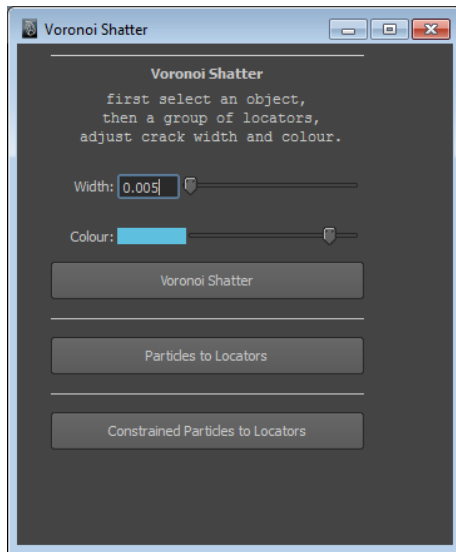 Voronoi Shatter
Voronoi Shatter
first select an object,
then a group of locators,
adjust crack width and colour.
Width: 0.005
Colour:
Voronoi Shatter
Particles to Locators
Constrained Particles to Locators